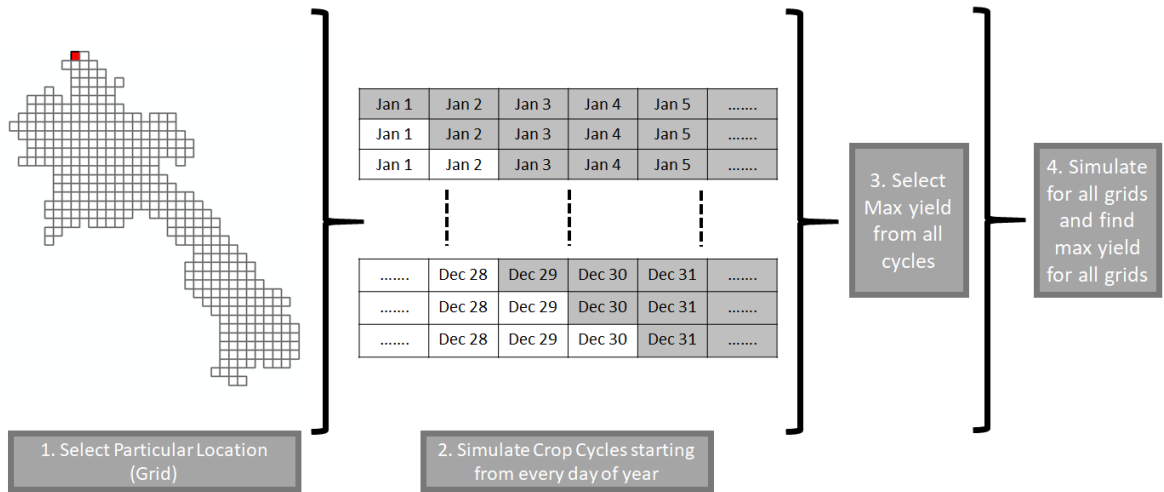 Jan 1 Jan 2 Jan 3 Jan 4 Jan 5 .......
Jan 1 Jan 2 Jan 3 Jan 4 Jan 5 .......
Jan 1 Jan 2 Jan 3 Jan 4 Jan 5 .......
....... Dec 28 Dec 29 Dec 30 Dec 31 .......
....... Dec 28 Dec 29 Dec 30 Dec 31 .......
....... Dec 28 Dec 29 Dec 30 Dec 31 .......
1. Select Particular Location
(Grid)
2. Simulate Crop Cycles starting
from every day of year
3. Select
Max yield
from all
cycles
4. Simulate
for all grids
and find
max yield
for all grids